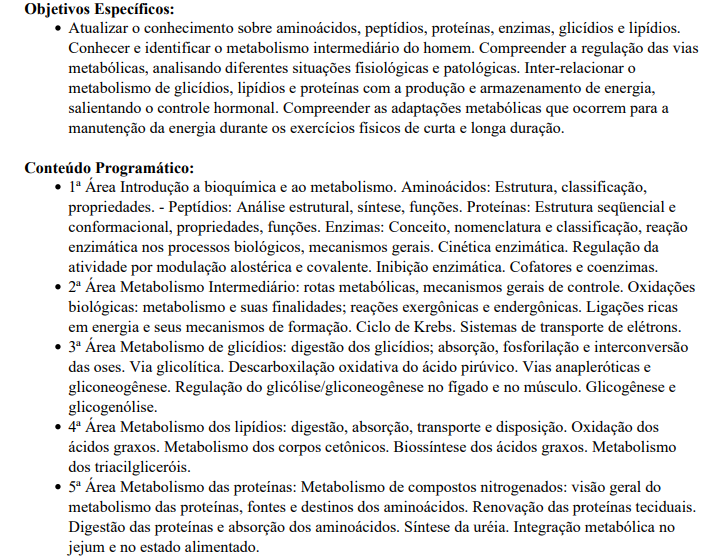 Objetivos Específicos:
• Atualizar o conhecimento sobre aminoácidos, peptídios, proteínas, enzimas, glicídios e lipídios.
Conhecer e identificar o metabolismo intermediário do homem. Compreender a regulação das vias
metabólicas, analisando diferentes situações fisiológicas e patológicas. Inter-relacionar o
metabolismo de glicídios, lipídios e proteínas com a produção e armazenamento de energia,
salientando o controle hormonal. Compreender as adaptações metabólicas que ocorrem para a
manutenção da energia durante os exercícios físicos de curta e longa duração.
Conteúdo Programático:
• 1ª Área Introdução a bioquímica e ao metabolismo. Aminoácidos: Estrutura, classificação,
propriedades. - Peptídios: Análise estrutural, síntese, funções. Proteínas: Estrutura seqüencial e
conformacional, propriedades, funções. Enzimas: Conceito, nomenclatura e classificação, reação
enzimática nos processos biológicos, mecanismos gerais. Cinética enzimática. Regulação da
atividade por modulação alostérica e covalente. Inibição enzimática. Cofatores e coenzimas.
• 2ª Área Metabolismo Intermediário: rotas metabólicas, mecanismos gerais de controle. Oxidações
biológicas: metabolismo e suas finalidades; reações exergônicas e endergônicas. Ligações ricas
em energia e seus mecanismos de formação. Ciclo de Krebs. Sistemas de transporte de elétrons.
• 3ª Área Metabolismo de glicídios: digestão dos glicídios; absorção, fosforilação e interconversão
das oses. Via glicolítica. Descarboxilação oxidativa do ácido pirúvico. Vias anapleróticas e
gliconeogênese. Regulação do glicólise/gliconeogênese no fígado e no músculo. Glicogênese e
glicogenólise.
• 4ª Área Metabolismo dos lipídios: digestão, absorção, transporte e disposição. Oxidação dos
ácidos graxos. Metabolismo dos corpos cetônicos. Biossíntese dos ácidos graxos. Metabolismo
dos triacilgliceróis.
• 5ª Área Metabolismo das proteínas: Metabolismo de compostos nitrogenados: visão geral do
metabolismo das proteínas, fontes e destinos dos aminoácidos. Renovação das proteínas teciduais.
Digestão das proteínas e absorção dos aminoácidos. Síntese da uréia. Integração metabólica no
jejum e no estado alimentado.